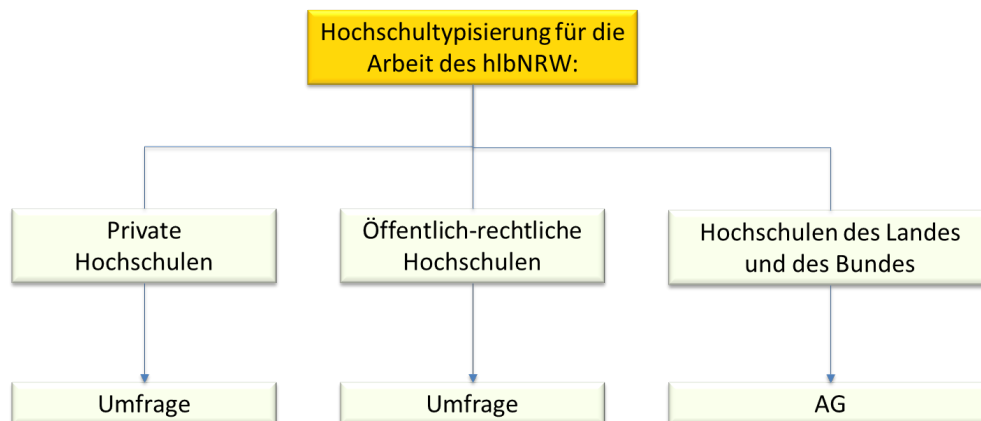 Hochschultypisierung für die
Arbeit des hlbNRW:
Private
Hochschulen
Öffentlich-rechtliche
Hochschulen
Hochschulen des Landes
und des Bundes
Umfrage
Umfrage
AG